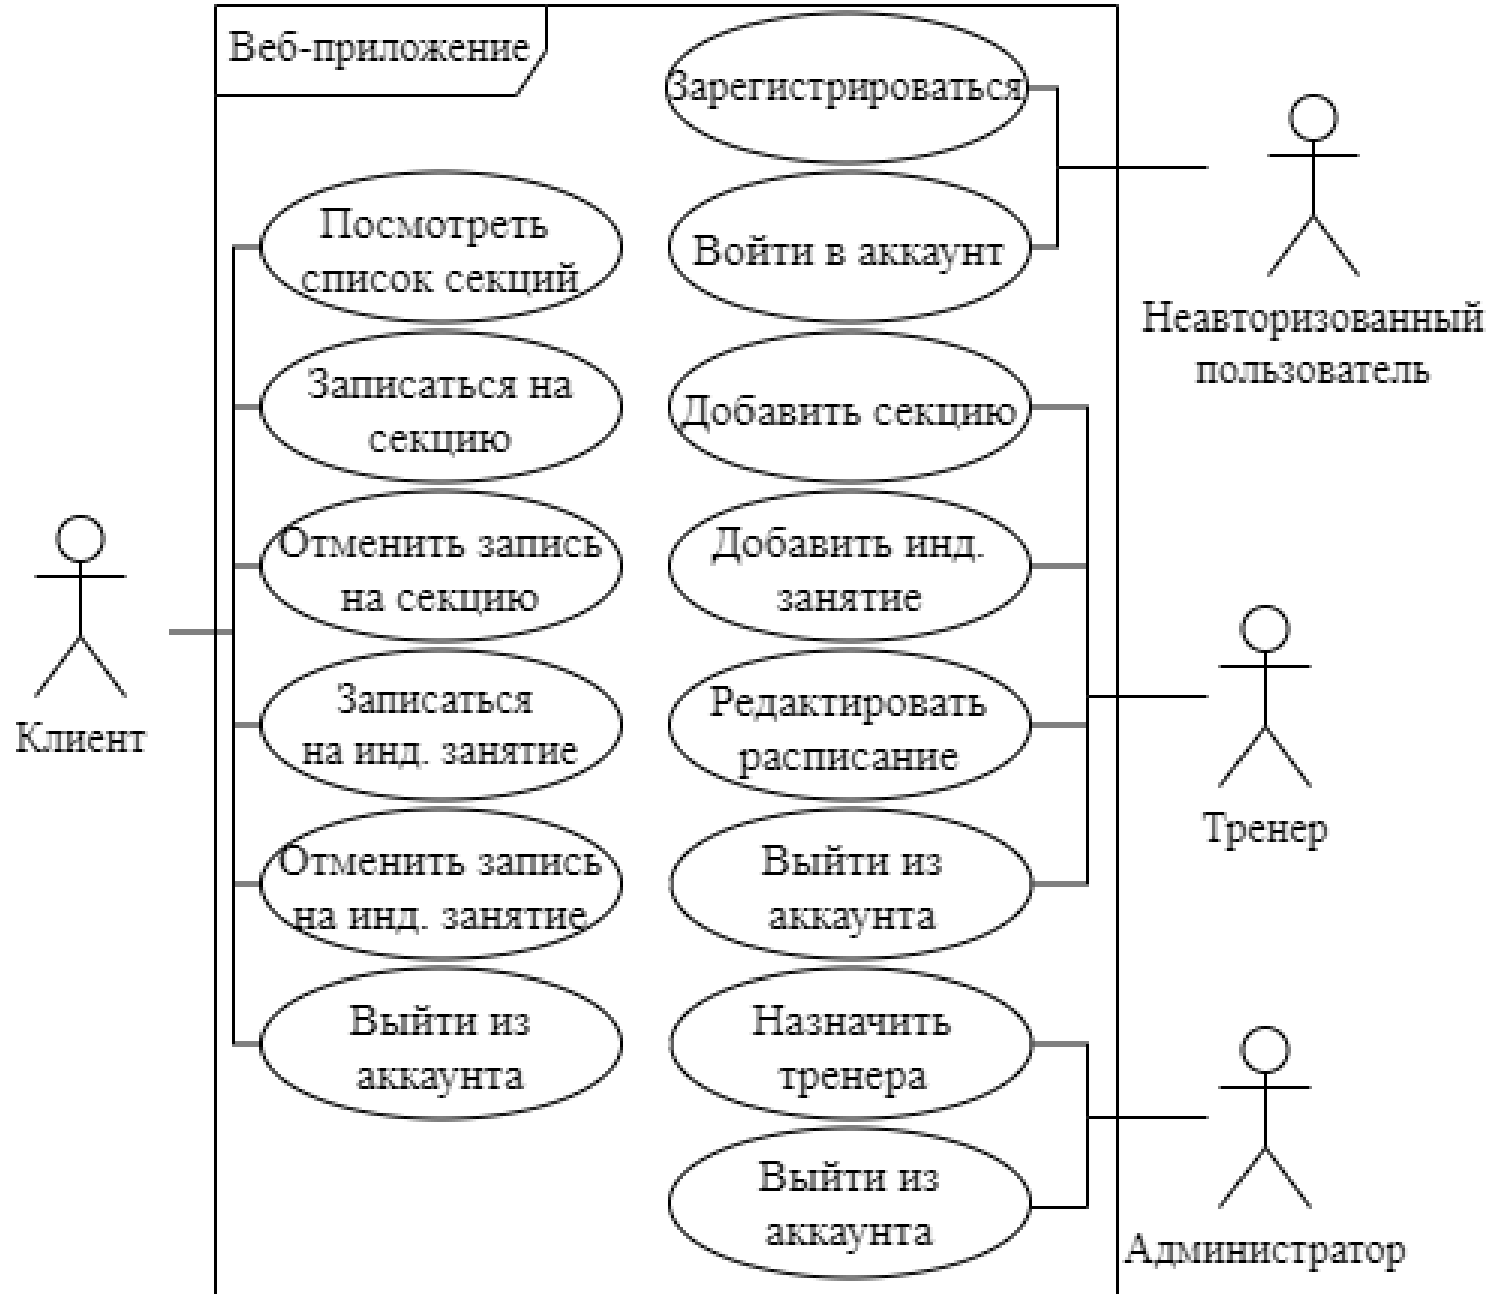 Веб-приложение
Зарегистрироваться
Посмотреть
список секций
Войти в аккаунт
Неавторизованный
пользователь
Записаться на
секцию
Добавить секцию
Отменить запись
на секцию
Добавить инд.
занятие
Клиент
Записаться
на инд. занятие
Редактировать
расписание
Тренер
Отменить запись
на инд. занятие
Выйти из
аккаунта
Выйти из
аккаунта
Назначить
тренера
Выйти из
аккаунта
Администратор